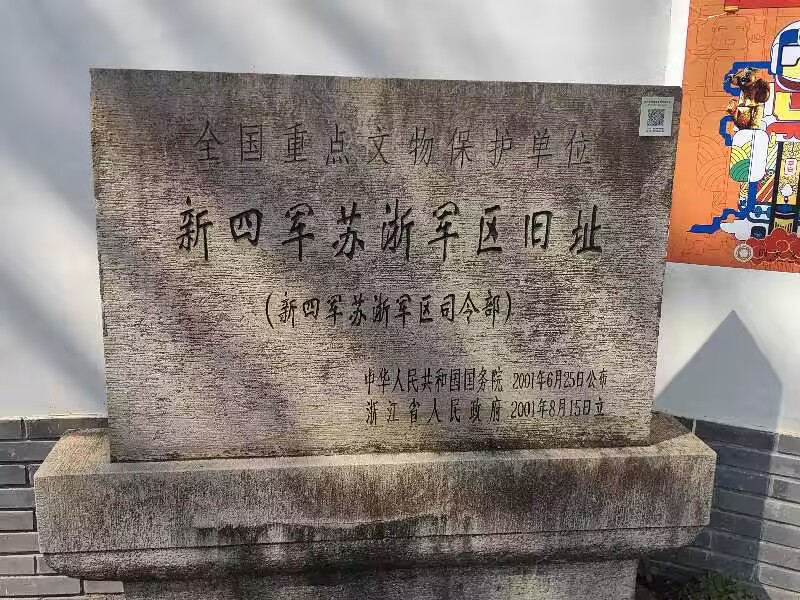 全国重点文物保护单位
新四军苏浙军区旧址
(新四军苏浙军区司令部)
中华人民共和国国务院 2001年6月25日公布
浙江省人民政府 2001年8月15日立